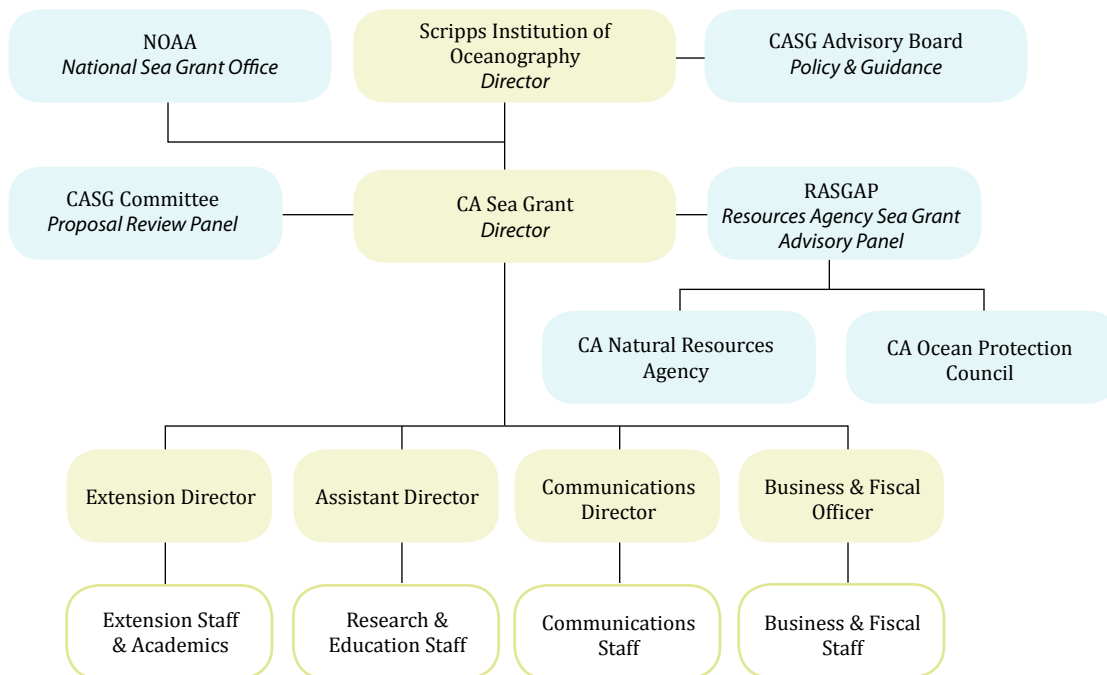 NOAA
National Sea Grant Office
Scripps Institution of
Oceanography
Director
CASG Advisory Board
Policy & Guidance
CASG Committee
Proposal Review Panel
CA Sea Grant
Director
RASGAP
Resources Agency Sea Grant
Advisory Panel
CA Natural Resources
Agency
CA Ocean Protection
Council
Extension Director
Assistant Director
Communications
Director
Business & Fiscal
Officer
Extension Staff
& Academics
Research &
Education Staff
Communications
Staff
Business & Fiscal
Staff